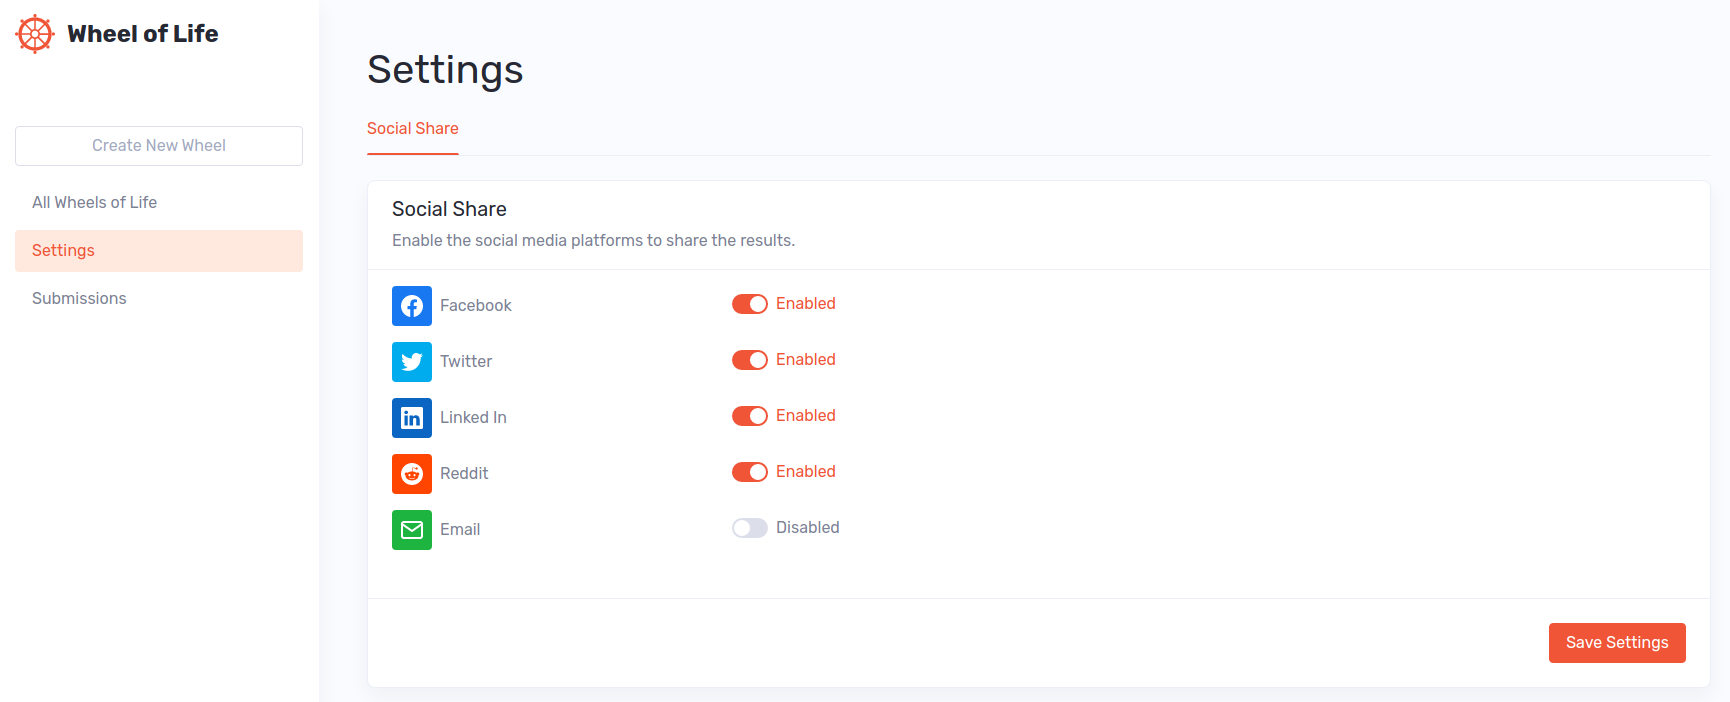 Wheel of Life
Create New Wheel
All Wheels of Life
Settings
Submissions
Settings
Social Share
Social Share
Enable the social media platforms to share the results.
Facebook Enabled
Twitter Enabled
Linked In Enabled
Reddit Enabled
Email Disabled
Save Settings